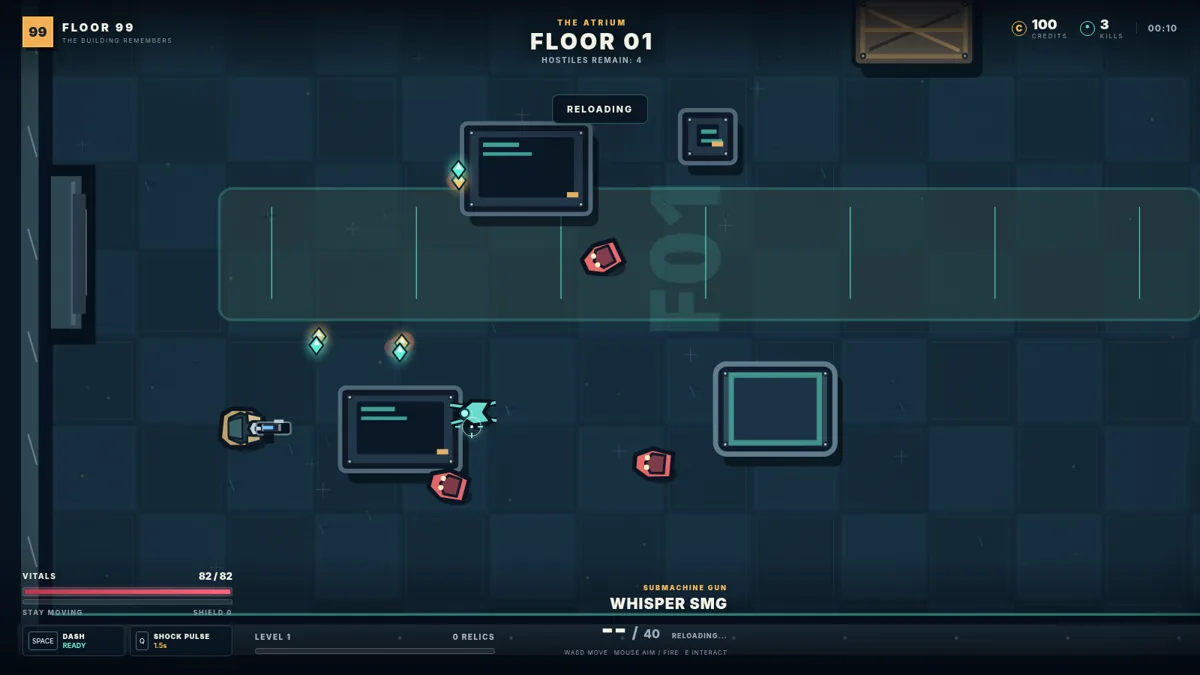 99
FLOOR 99
THE BUILDING REMEMBERS
THE ATRIUM
FLOOR 01
HOSTILES REMAIN: 4
C 100
CREDITS
3
KILLS
00:10
RELOADING
F01
VITALS
82 / 82
STAY MOVING
SHIELD 0
SPACE
DASH
READY
Q
SHOCK PULSE
1.5s
LEVEL 1
0 RELICS
SUBMACHINE GUN
WHISPER SMG
-- / 40
RELOADING...
WASD MOVE MOUSE AIM / FIRE E INTERACT